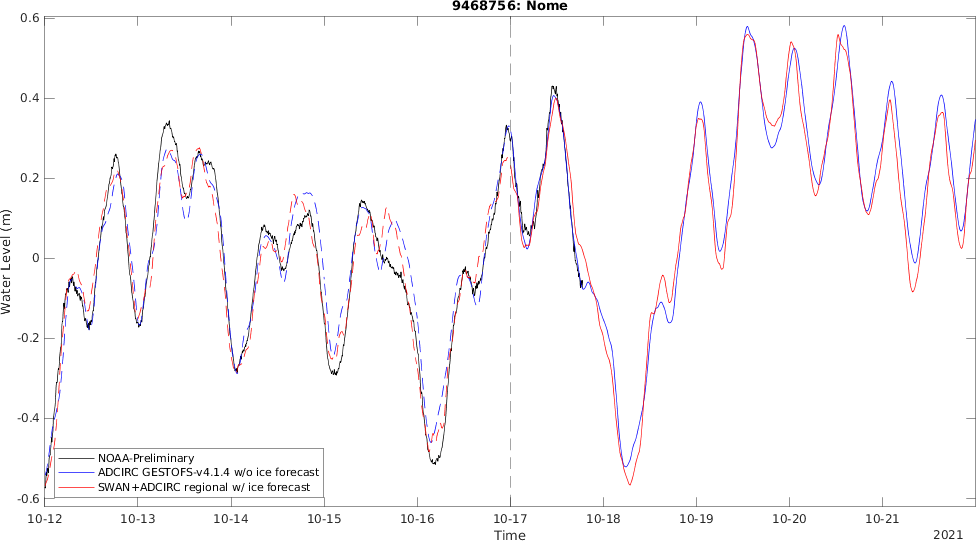 9468756: Nome
0.6
0.4
0.2
0
-0.2
-0.4
-0.6
Water Level (m)
NOAA-Preliminary
ADCIRC GESTOFS-v4.1.4 w/o ice forecast
SWAN+ADCIRC regional w/ ice forecast
10-12 10-13 10-14 10-15 10-16 10-17 10-18 10-19 10-20 10-21
Time
2021